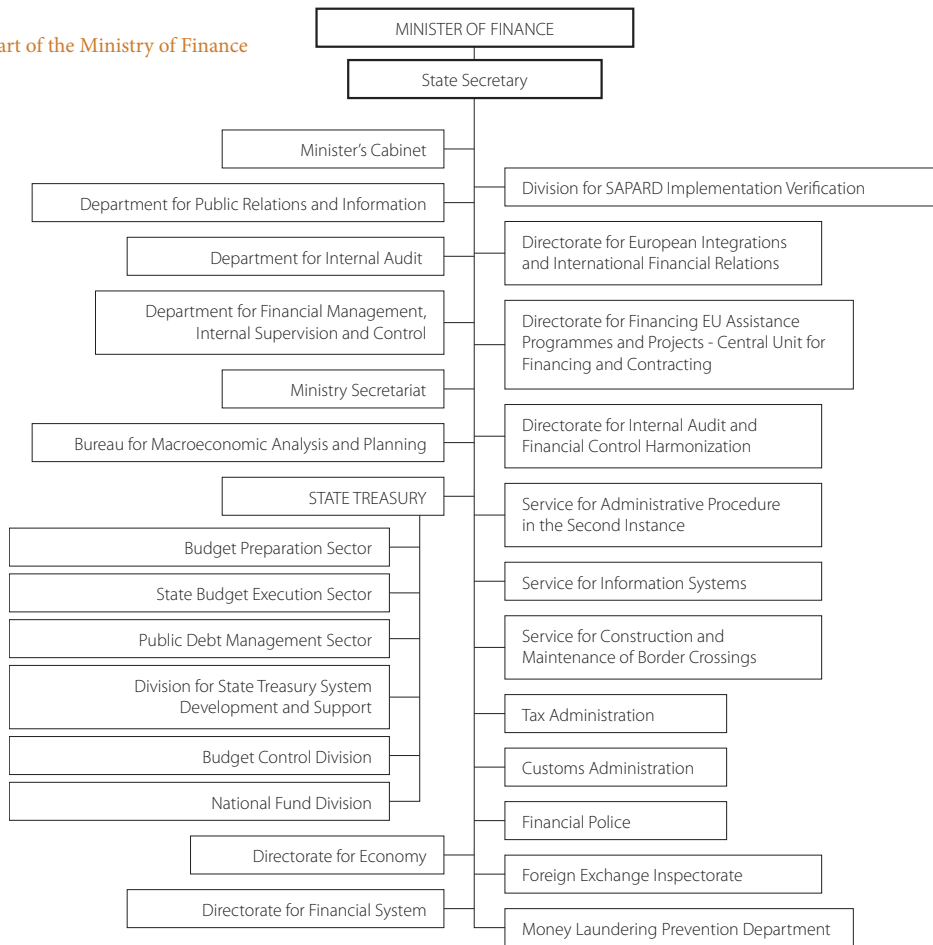 art of the Ministry of Finance
MINISTER OF FINANCE
State Secretary
Minister’s Cabinet
Department for Public Relations and Information
Department for Internal Audit
Department for Financial Management,
Internal Supervision and Control
Ministry Secretariat
Bureau for Macroeconomic Analysis and Planning
STATE TREASURY
Budget Preparation Sector
State Budget Execution Sector
Public Debt Management Sector
Division for State Treasury System
Development and Support
Budget Control Division
National Fund Division
Directorate for Economy
Directorate for Financial System
Division for SAPARD Implementation Verification
Directorate for European Integrations
and International Financial Relations
Directorate for Financing EU Assistance
Programmes and Projects - Central Unit for
Financing and Contracting
Directorate for Internal Audit and
Financial Control Harmonization
Service for Administrative Procedure
in the Second Instance
Service for Information Systems
Service for Construction and
Maintenance of Border Crossings
Tax Administration
Customs Administration
Financial Police
Foreign Exchange Inspectorate
Money Laundering Prevention Department